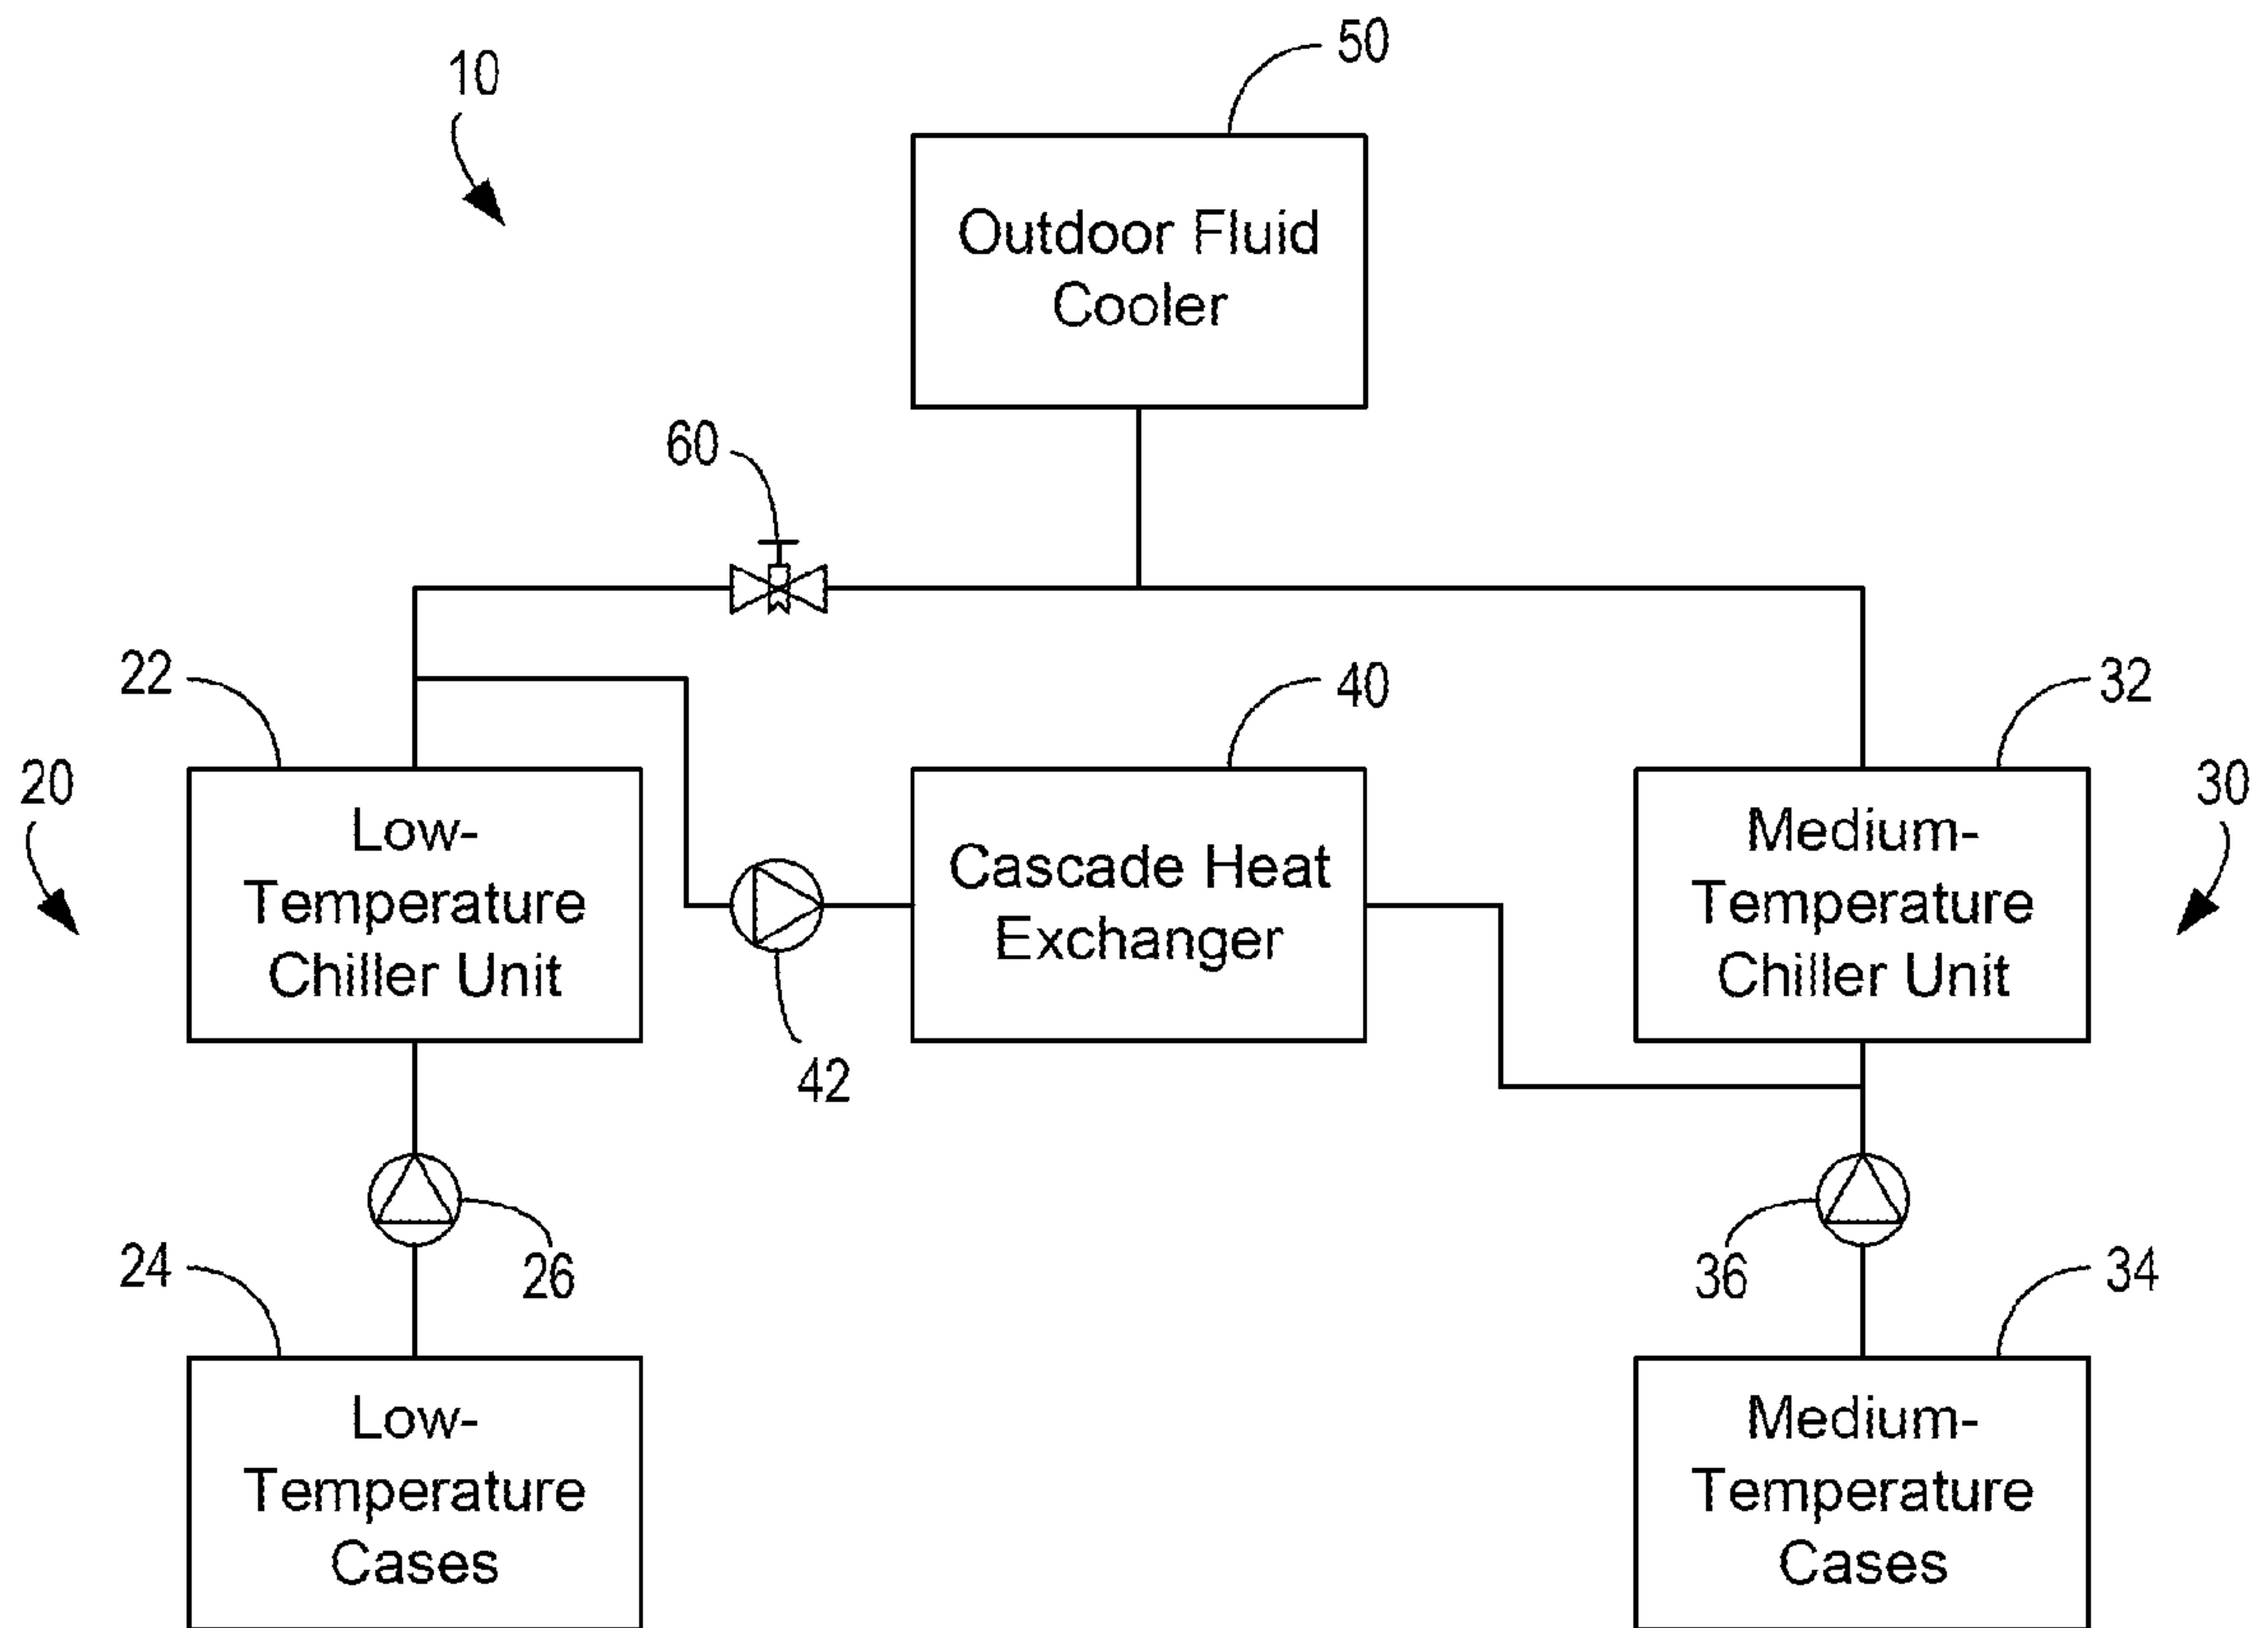 10
50
Outdoor Fluid
Cooler
60
22
40
32
20
30
Low-
Temperature
Chiller Unit
Cascade Heat
Exchanger
Medium-
Temperature
Chiller Unit
42
24
26
36
34
Low-
Temperature
Cases
Medium-
Temperature
Cases